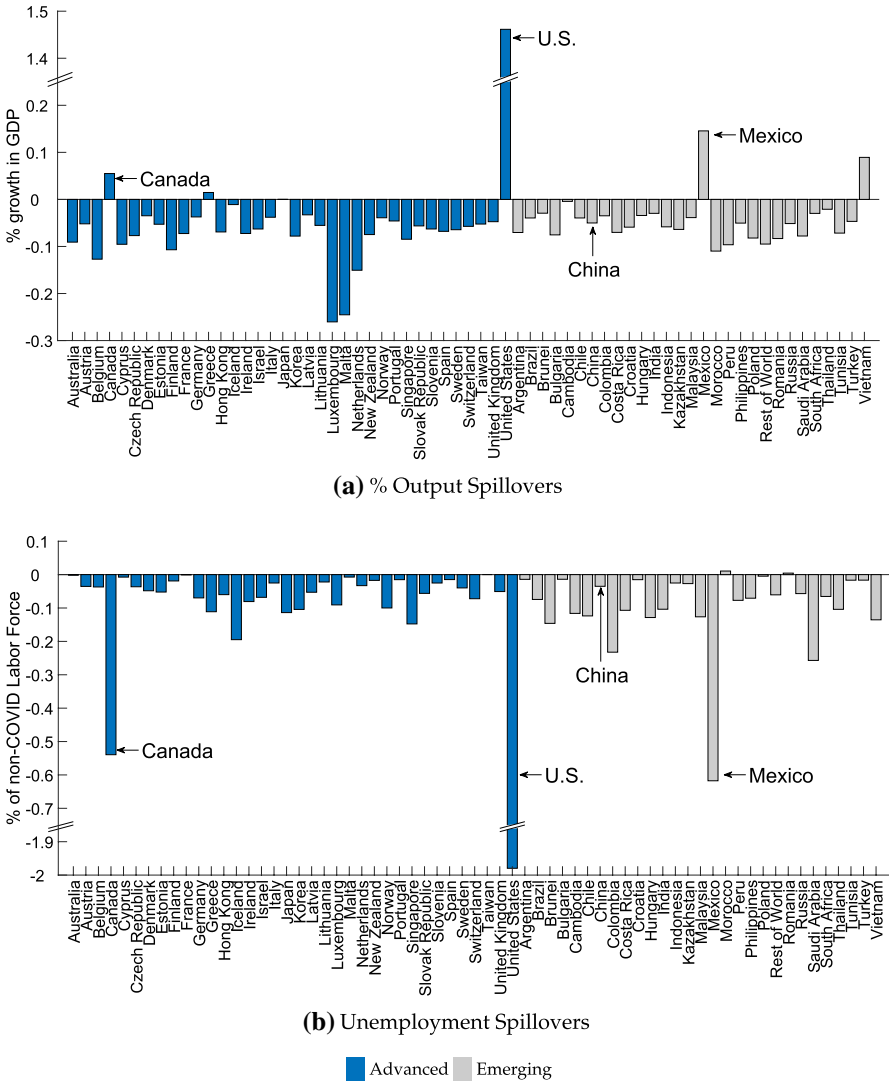 1.5
U.S.
1.4
% growth in GDP
0.2
Mexico
0.1
Canada
0
-0.1
China
-0.2
-0.3
Australia
Austria
Belgium
Canada
Cyprus
Czech Republic
Denmark
Estonia
Finland
France
Germany
Greece
Hong Kong
Iceland
Ireland
Israel
Italy
Japan
Korea
Latvia
Lithuania
Luxembourg
Malta
Netherlands
New Zealand
Norway
Portugal
Singapore
Slovak Republic
Slovenia
Spain
Sweden
Switzerland
Taiwan
United Kingdom
United States
Argentina
Brazil
Brunei
Bulgaria
Cambodia
Chile
China
Colombia
Costa Rica
Croatia
Hungary
India
Indonesia
Kazakhstan
Malaysia
Mexico
Morocco
Peru
Philippines
Poland
Rest of World
Romania
Russia
Saudi Arabia
South Africa
Thailand
Tunisia
Turkey
Vietnam
(a) % Output Spillovers
0.1
0
-0.1
-0.2
-0.3
China
-0.4
-0.5
Canada
-0.6
U.S.
Mexico
-0.7
-1.9
-2
% of non-COVID Labor Force
Australia
Austria
Belgium
Canada
Cyprus
Czech Republic
Denmark
Estonia
Finland
France
Germany
Greece
Hong Kong
Iceland
Ireland
Israel
Italy
Japan
Korea
Latvia
Lithuania
Luxembourg
Malta
Netherlands
New Zealand
Norway
Portugal
Singapore
Slovak Republic
Slovenia
Spain
Sweden
Switzerland
Taiwan
United Kingdom
United States
Argentina
Brazil
Brunei
Bulgaria
Cambodia
Chile
China
Colombia
Costa Rica
Croatia
Hungary
India
Indonesia
Kazakhstan
Malaysia
Mexico
Morocco
Peru
Philippines
Poland
Rest of World
Romania
Russia
Saudi Arabia
South Africa
Thailand
Tunisia
Turkey
Vietnam
(b) Unemployment Spillovers
Advanced Emerging